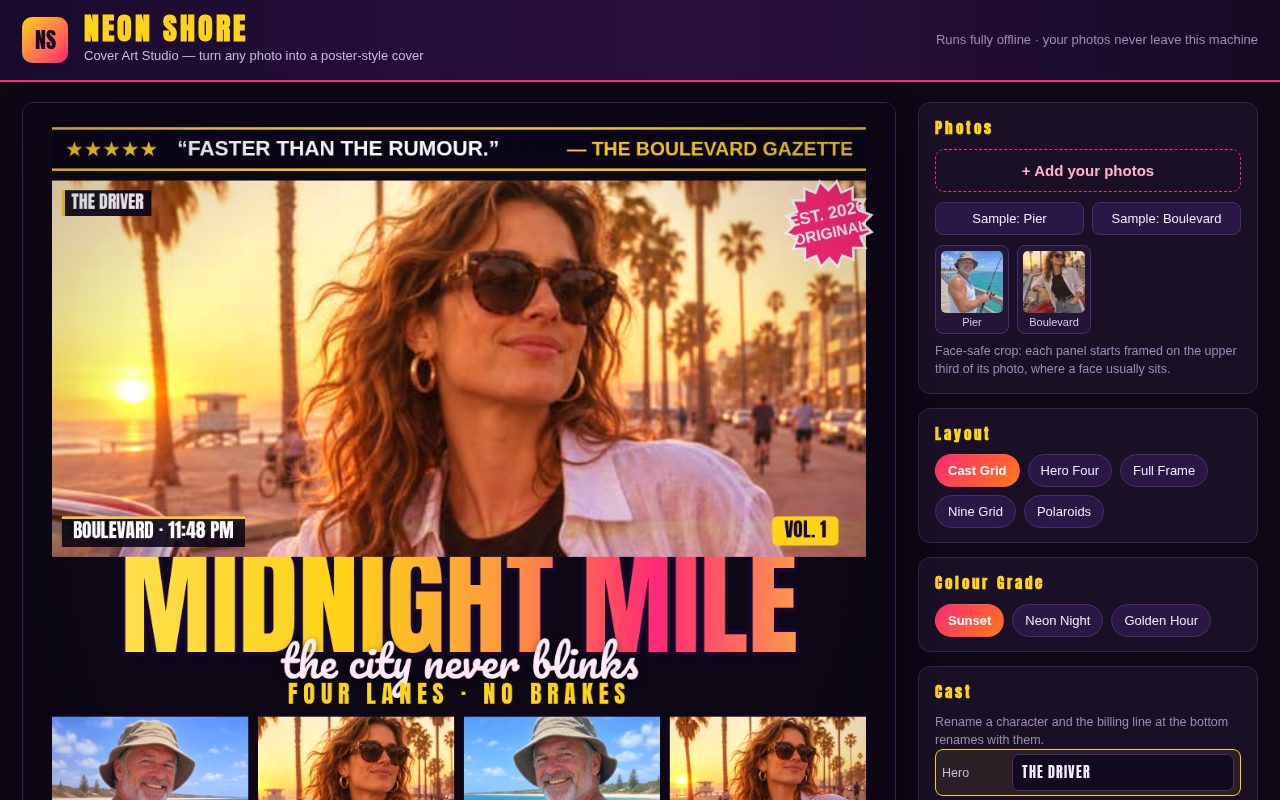 NS
NEON SHORE
Cover Art Studio — turn any photo into a poster-style cover
Runs fully offline · your photos never leave this machine
★★★★★ “FASTER THAN THE RUMOUR.” — THE BOULEVARD GAZETTE
THE DRIVER
EST. 2026
ORIGINAL
BOULEVARD · 11:48 PM
VOL. 1
MIDNIGHT MILE
the city never blinks
FOUR LANES · NO BRAKES
Photos
+ Add your photos
Sample: Pier
Sample: Boulevard
Pier
Boulevard
Face-safe crop: each panel starts framed on the upper
third of its photo, where a face usually sits.
Layout
Cast Grid
Hero Four
Full Frame
Nine Grid
Polaroids
Colour Grade
Sunset
Neon Night
Golden Hour
Cast
Rename a character and the billing line at the bottom
renames with them.
Hero
THE DRIVER